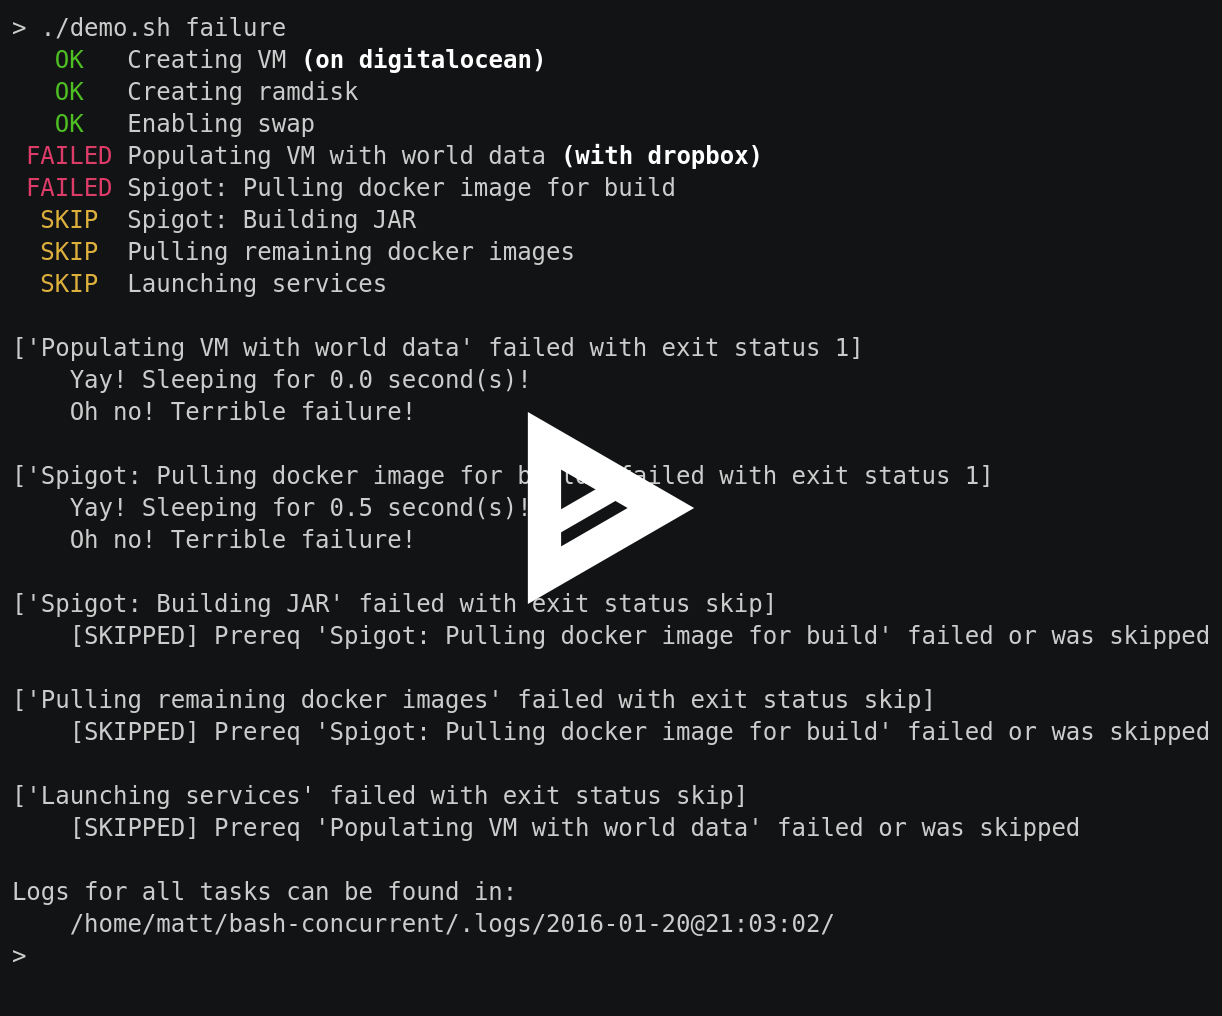 > ./demo.sh failure
OK Creating VM (on digitalocean)
OK Creating ramdisk
OK Enabling swap
FAILED Populating VM with world data (with dropbox)
FAILED Spigot: Pulling docker image for build
SKIP Spigot: Building JAR
SKIP Pulling remaining docker images
SKIP Launching services
['Populating VM with world data' failed with exit status 1]
Yay! Sleeping for 0.0 second(s)!
Oh no! Terrible failure!
['Spigot: Pulling docker image for build' failed with exit status 1]
Yay! Sleeping for 0.5 second(s)!
Oh no! Terrible failure!
['Spigot: Building JAR' failed with exit status skip]
[SKIPPED] Prereq 'Spigot: Pulling docker image for build' failed or was skipped
['Pulling remaining docker images' failed with exit status skip]
[SKIPPED] Prereq 'Spigot: Pulling docker image for build' failed or was skipped
['Launching services' failed with exit status skip]
[SKIPPED] Prereq 'Populating VM with world data' failed or was skipped
Logs for all tasks can be found in:
/home/matt/bash-concurrent/.logs/2016-01-20@21:03:02/
>